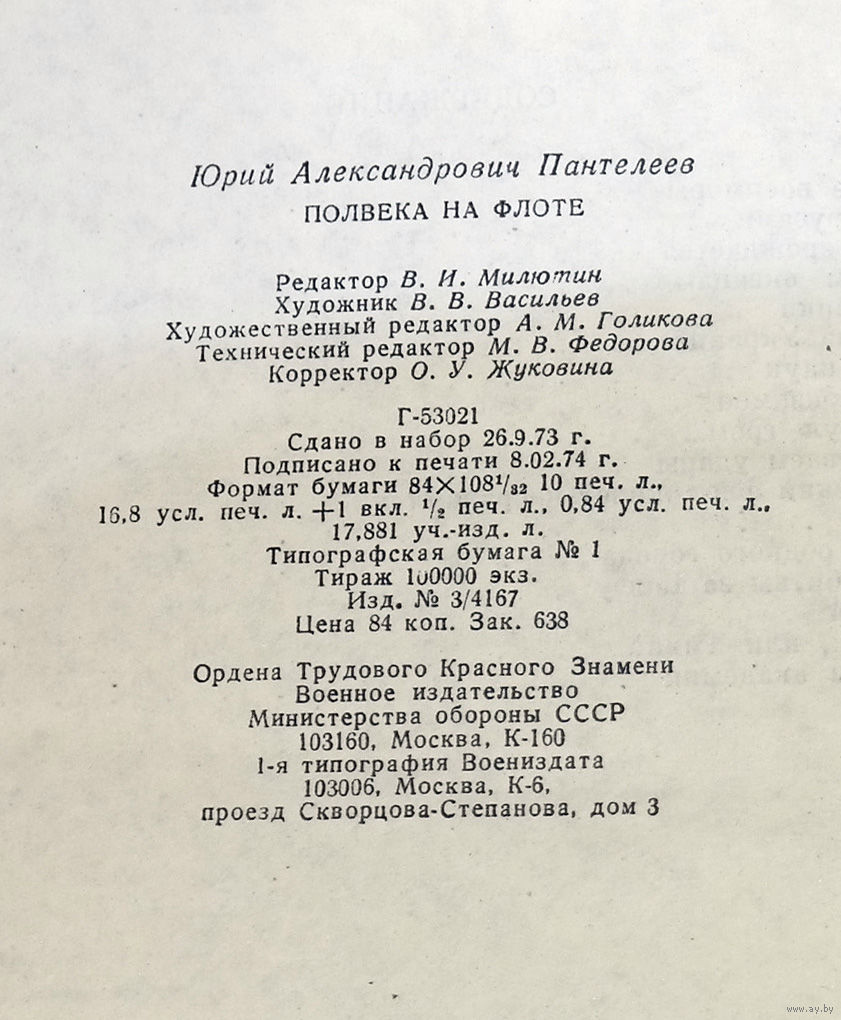 Юрий Александрович Пантелеев
ПОЛВЕКА НА ФЛОТЕ
Редактор В. И. Милютин
Художник В. В. Васильев
Художественный редактор А. М. Голикова
Технический редактор М. В. Федорова
Корректор О. У. Жуковина
Г-53021
Сдано в набор 26.9.73 г.
Подписано к печати 8.02.74 г.
Формат бумаги 84×108¹/₃₂ 10 печ. л.,
16,8 усл. печ. л. +1 вкл. ¹/₂ печ. л., 0,84 усл. печ. л.,
17,881 уч.-изд. л.
Типографская бумага № 1
Тираж 100000 экз.
Изд. № 3/4167
Цена 84 коп. Зак. 638
Ордена Трудового Красного Знамени
Военное издательство
Министерства обороны СССР
103160, Москва, К-160
1-я типография Воениздата
103006, Москва, К-6,
проезд Скворцова-Степанова, дом 3
www.ay.by